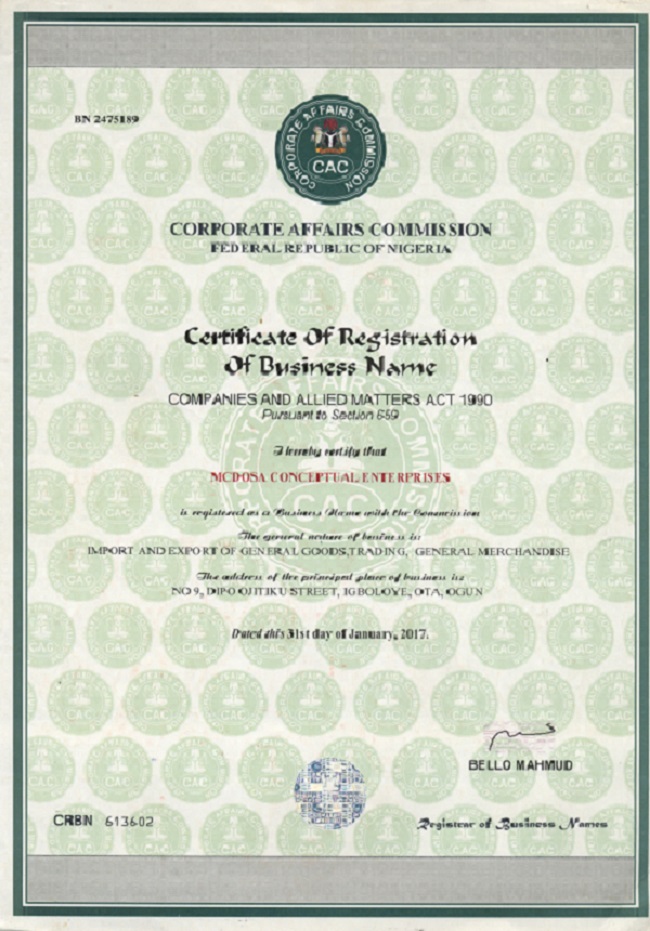 BN 2475189
CORPORATE AFFAIRS COMMISSION
CAC
CORPORATE AFFAIRS COMMISSION
FEDERAL REPUBLIC OF NIGERIA
Certificate Of Registration
Of Business Name
COMPANIES AND ALLIED MATTERS ACT 1990
Pursuant to Section 659
I hereby certify that
MCDOSA CONCEPTUAL ENTERPRISES
is registered as a Business Name with the Commission
The general nature of business is
IMPORT AND EXPORT OF GENERAL GOODS, TRADING, GENERAL MERCHANDISE
The address of the principal place of business is
NO 9, DIPO OJITIKU STREET, IGBOLOYE, OTA, OGUN
Dated this 31st day of January, 2017.
BELLO MAHMUD
CRBN 613602
Registrar of Business Names